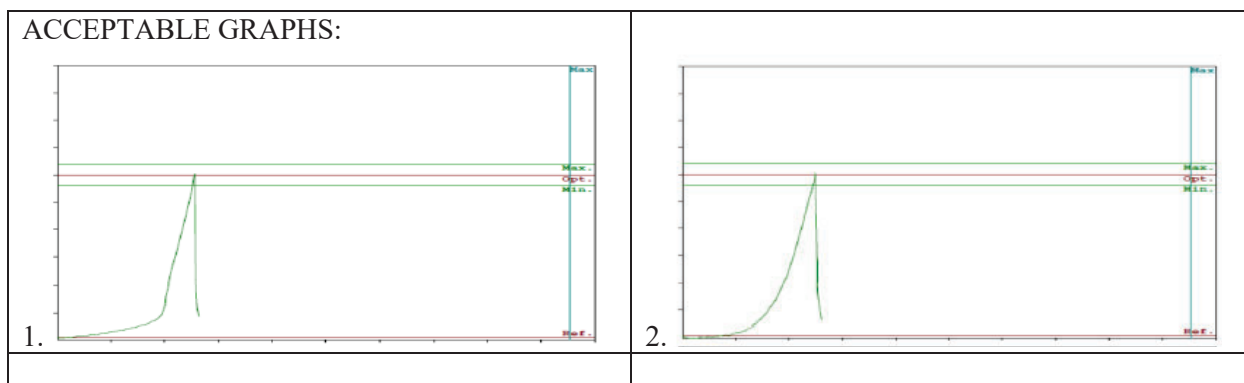 ACCEPTABLE GRAPHS:
Max
Max.
Opt.
Min.
Ref.
1.
Max
Max.
Opt.
Min.
Ref.
2.